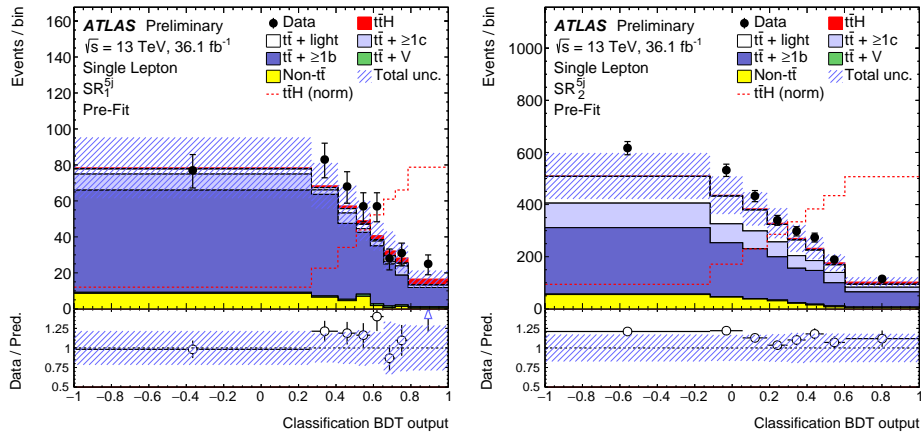 Events / bin
160
140
120
100
80
60
40
20
0
ATLAS Preliminary
√s = 13 TeV, 36.1 fb⁻¹
Single Lepton
SR₁⁵ʲ
Pre-Fit
Data
tt̄H
tt̄ + light
tt̄ + ≥1c
tt̄ + ≥1b
tt̄ + V
Non-tt̄
Total unc.
tt̄H (norm)
Data / Pred.
1.25
1
0.75
0.5
−1 −0.8 −0.6 −0.4 −0.2 0 0.2 0.4 0.6 0.8 1
Classification BDT output
Events / bin
1000
800
600
400
200
0
ATLAS Preliminary
√s = 13 TeV, 36.1 fb⁻¹
Single Lepton
SR₂⁵ʲ
Pre-Fit
Data
tt̄H
tt̄ + light
tt̄ + ≥1c
tt̄ + ≥1b
tt̄ + V
Non-tt̄
Total unc.
tt̄H (norm)
Data / Pred.
1.25
1
0.75
0.5
−1 −0.8 −0.6 −0.4 −0.2 0 0.2 0.4 0.6 0.8 1
Classification BDT output